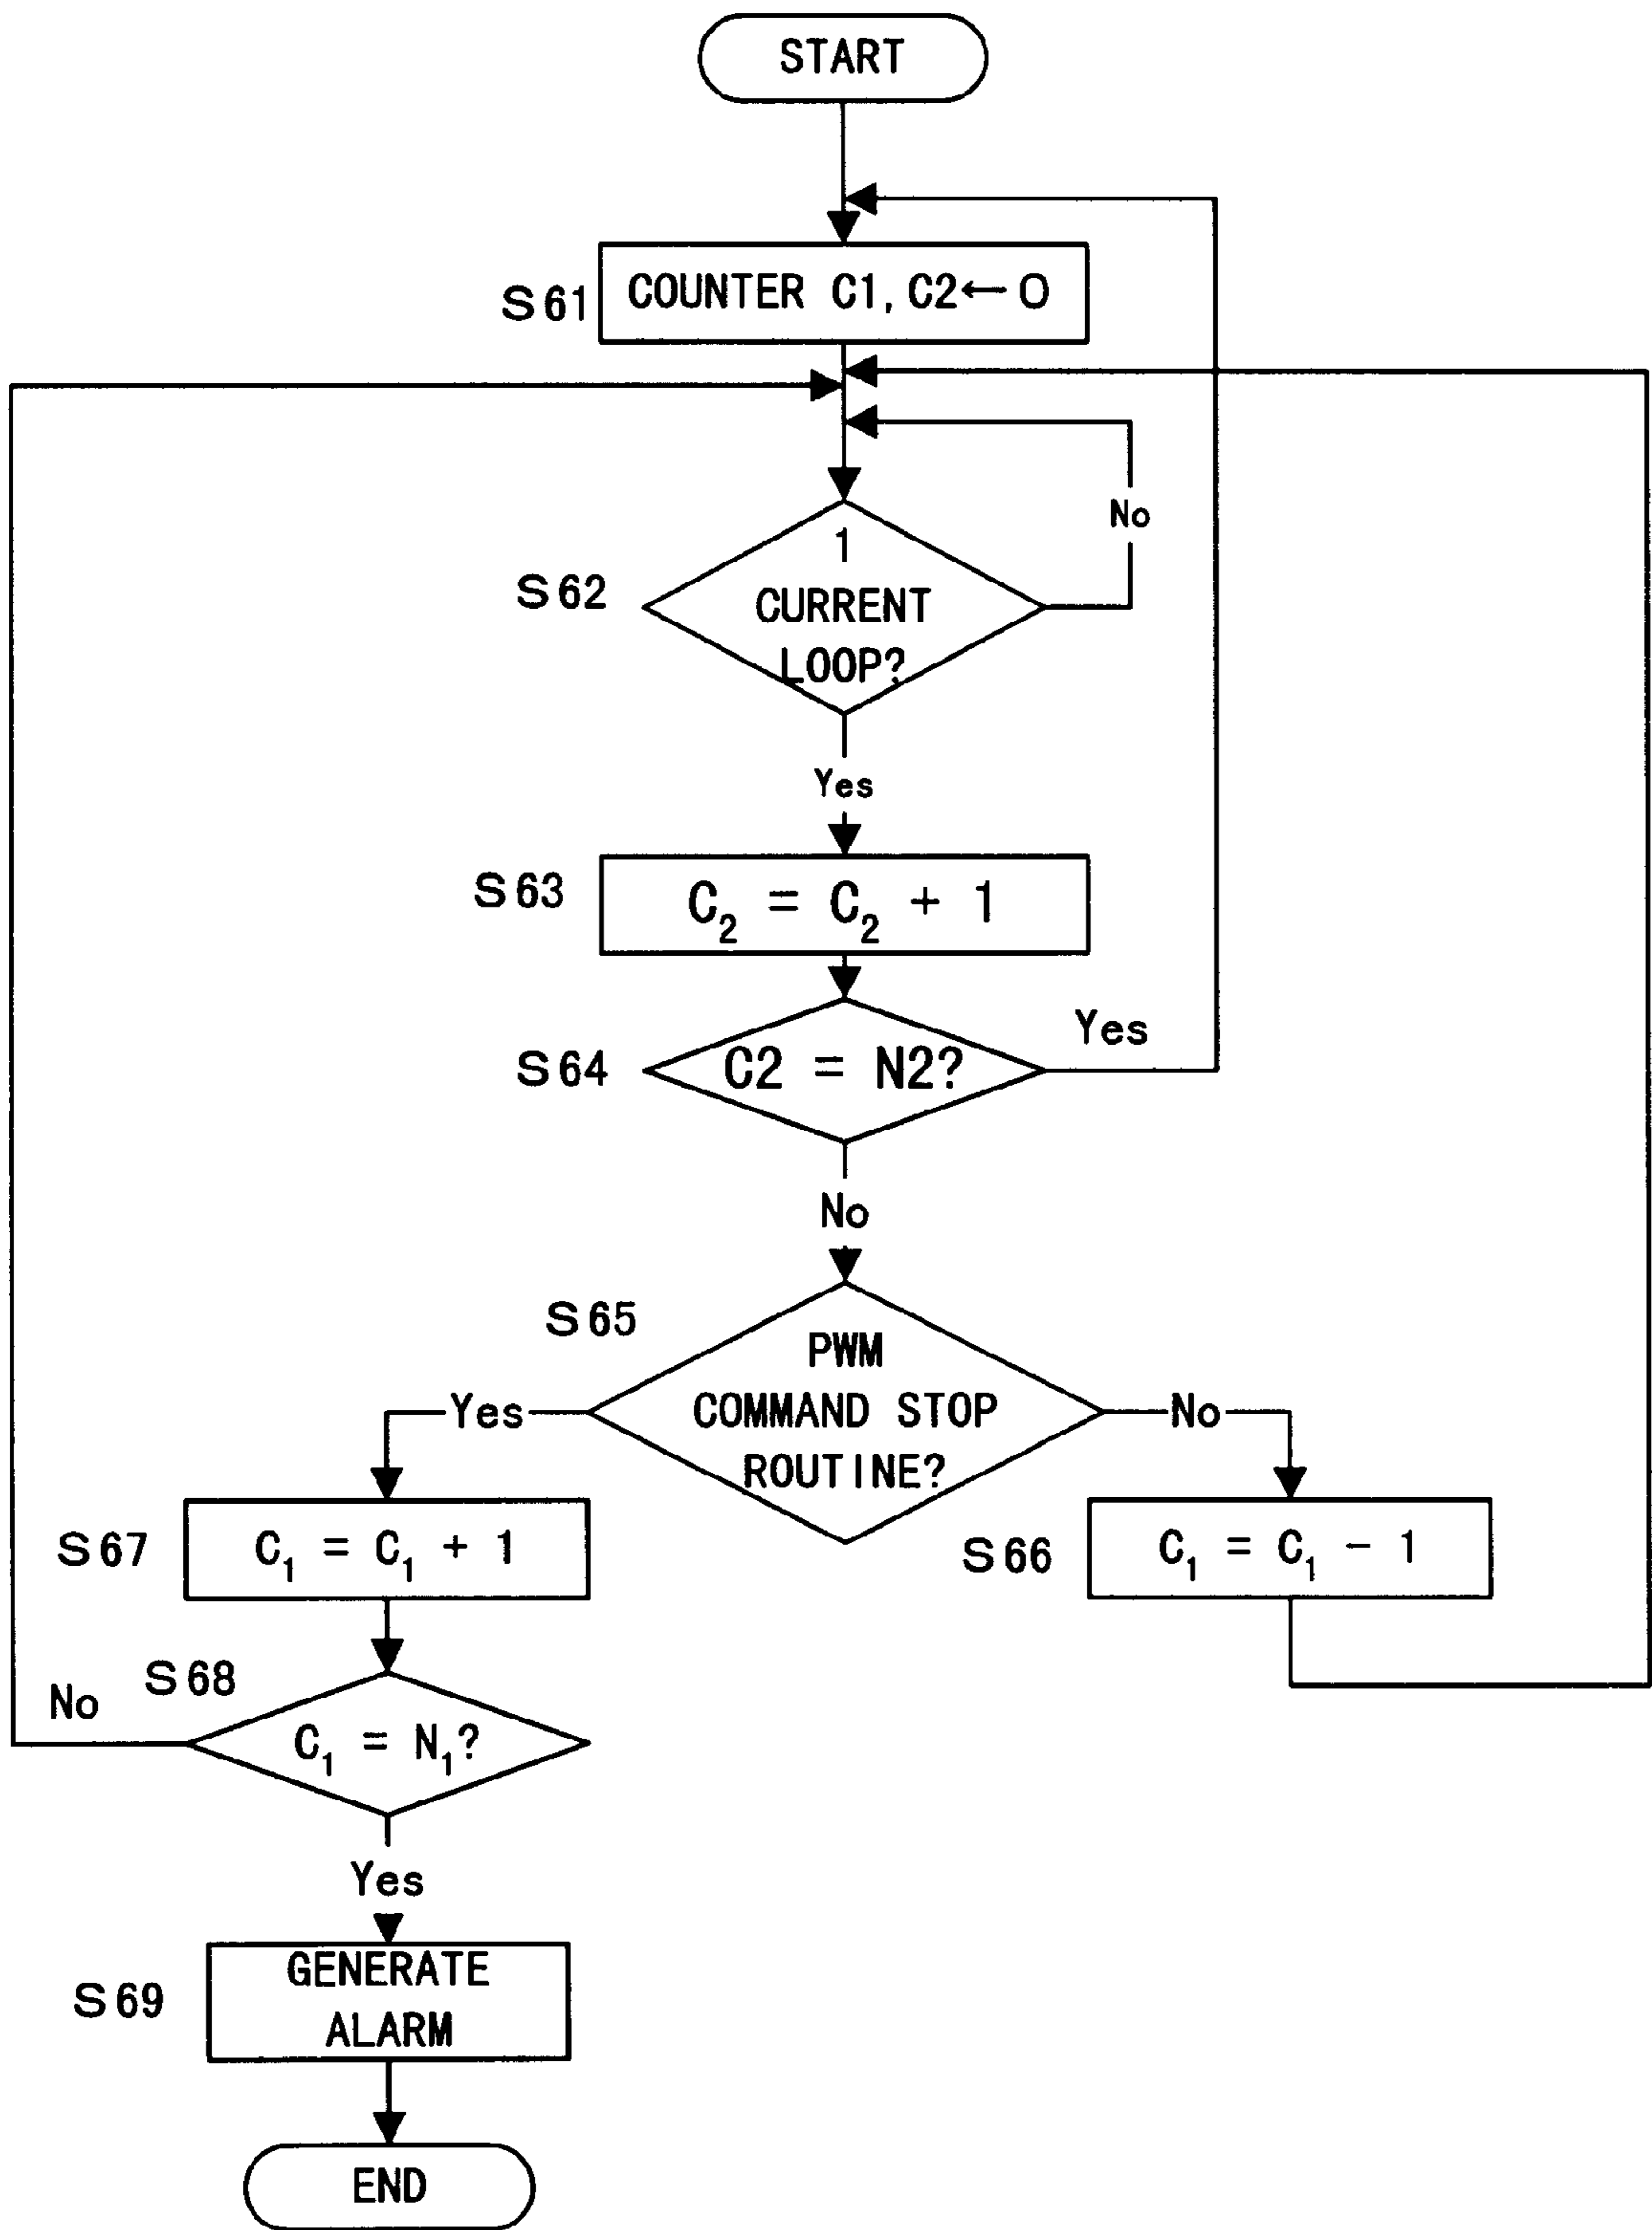 START
S61
COUNTER C1, C2←0
No
1
S62
CURRENT
LOOP?
Yes
S63
C₂ = C₂ + 1
Yes
S64
C2 = N2?
No
S65
PWM
Yes
COMMAND STOP
No
ROUTINE?
S67
C₁ = C₁ + 1
S66
C₁ = C₁ - 1
S68
No
C₁ = N₁?
Yes
GENERATE
S69
ALARM
END